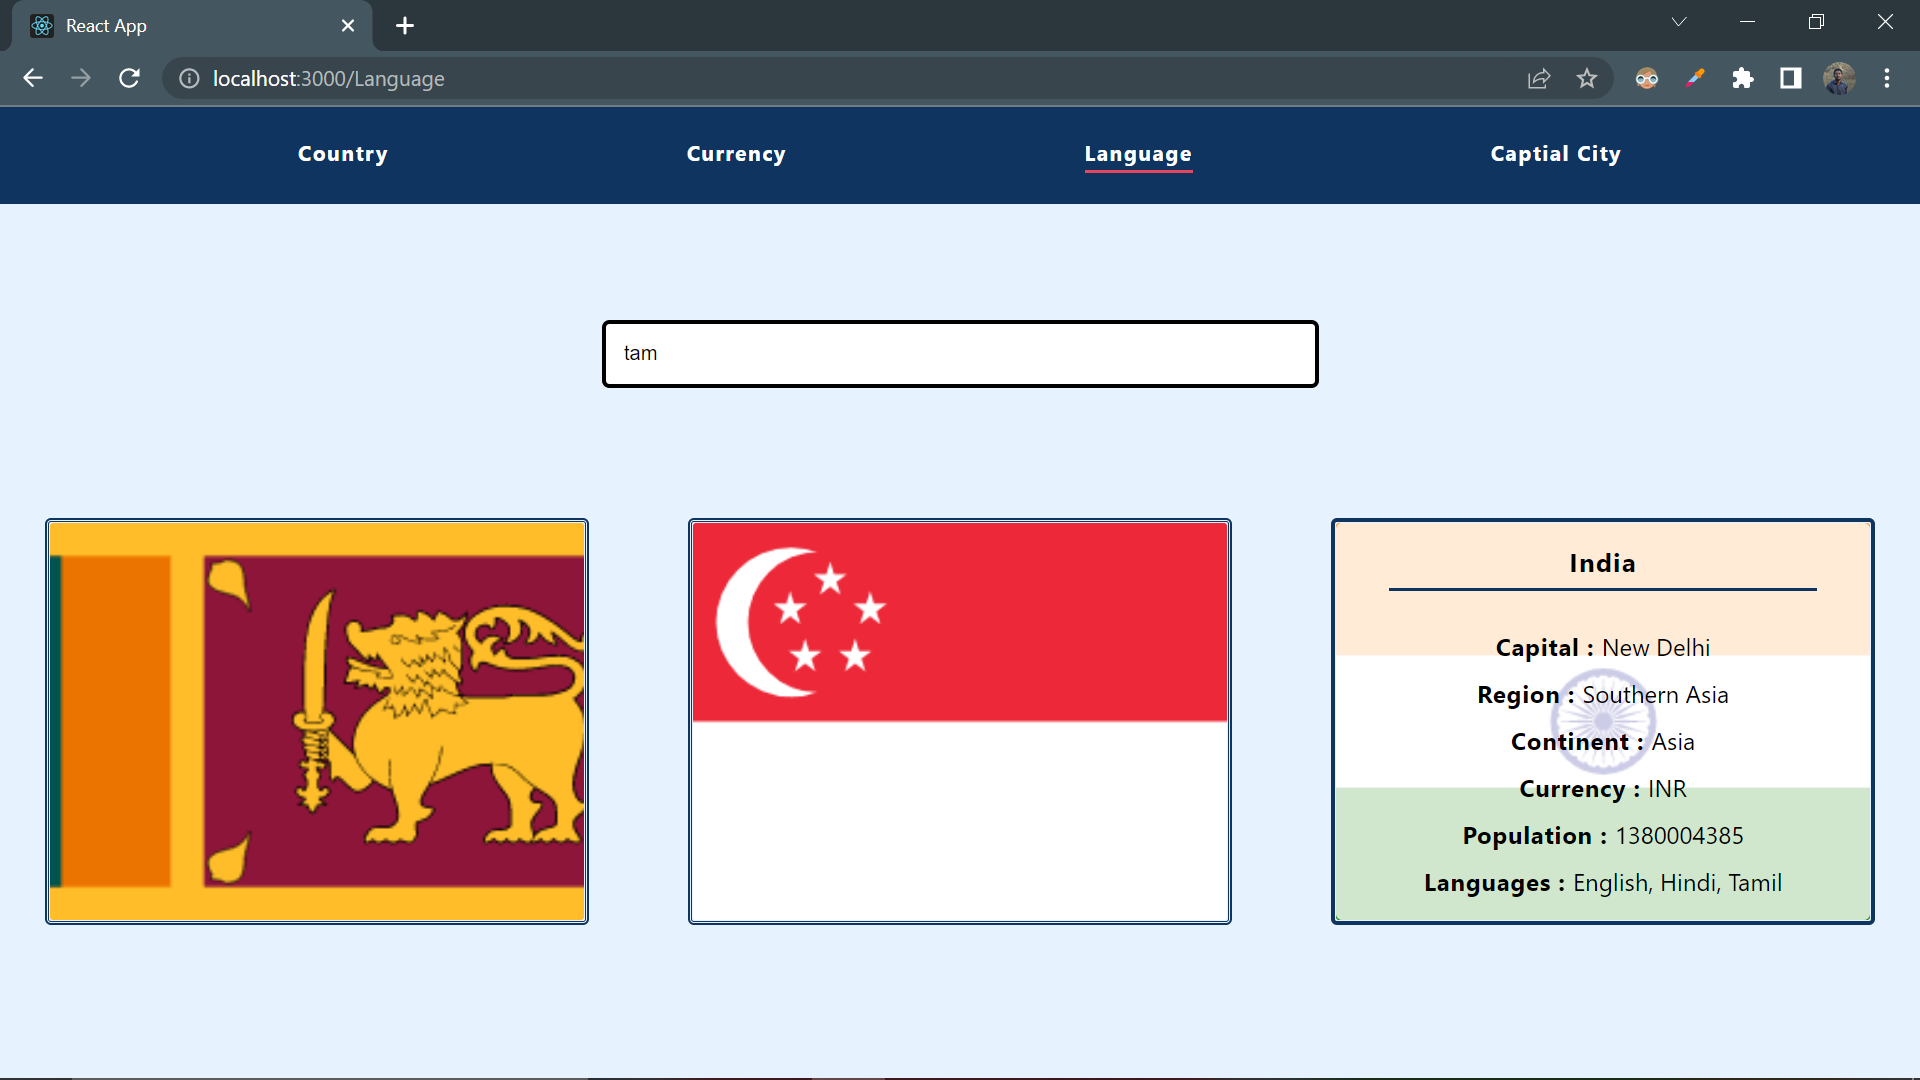 React App
localhost:3000/Language
Country Currency Language Captial City
tam
India
Capital : New Delhi
Region : Southern Asia
Continent : Asia
Currency : INR
Population : 1380004385
Languages : English, Hindi, Tamil